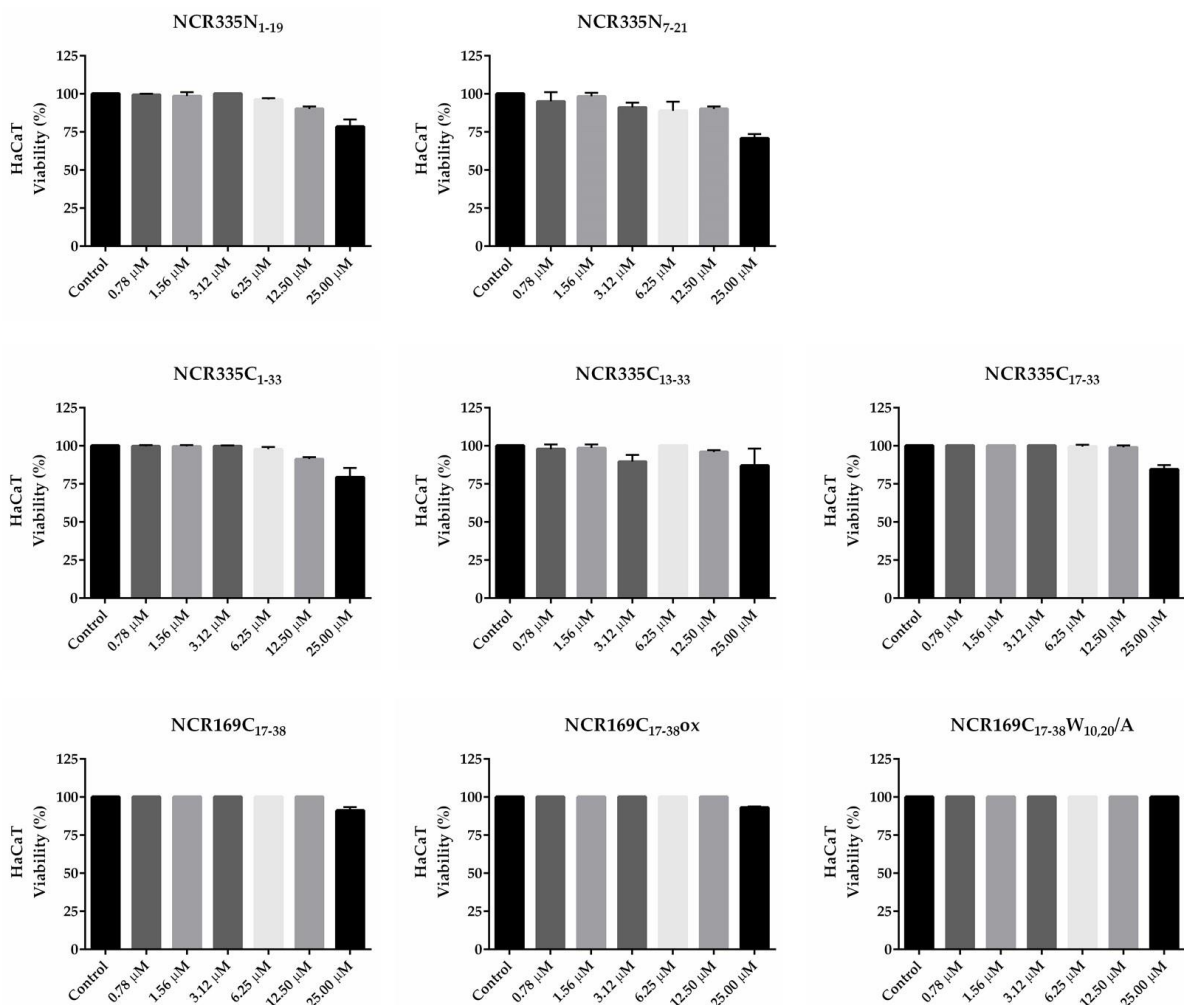 NCR335N1-19
125
100
75
50
25
0
HaCaT
Viability (%)
Control
0.78 µM
1.56 µM
3.12 µM
6.25 µM
12.50 µM
25.00 µM
NCR335N7-21
125
100
75
50
25
0
HaCaT
Viability (%)
Control
0.78 µM
1.56 µM
3.12 µM
6.25 µM
12.50 µM
25.00 µM
NCR335C1-33
125
100
75
50
25
0
HaCaT
Viability (%)
Control
0.78 µM
1.56 µM
3.12 µM
6.25 µM
12.50 µM
25.00 µM
NCR335C13-33
125
100
75
50
25
0
HaCaT
Viability (%)
Control
0.78 µM
1.56 µM
3.12 µM
6.25 µM
12.50 µM
25.00 µM
NCR335C17-33
125
100
75
50
25
0
HaCaT
Viability (%)
Control
0.78 µM
1.56 µM
3.12 µM
6.25 µM
12.50 µM
25.00 µM
NCR169C17-38
125
100
75
50
25
0
HaCaT
Viability (%)
Control
0.78 µM
1.56 µM
3.12 µM
6.25 µM
12.50 µM
25.00 µM
NCR169C17-38ox
125
100
75
50
25
0
HaCaT
Viability (%)
Control
0.78 µM
1.56 µM
3.12 µM
6.25 µM
12.50 µM
25.00 µM
NCR169C17-38W10,20/A
125
100
75
50
25
0
HaCaT
Viability (%)
Control
0.78 µM
1.56 µM
3.12 µM
6.25 µM
12.50 µM
25.00 µM